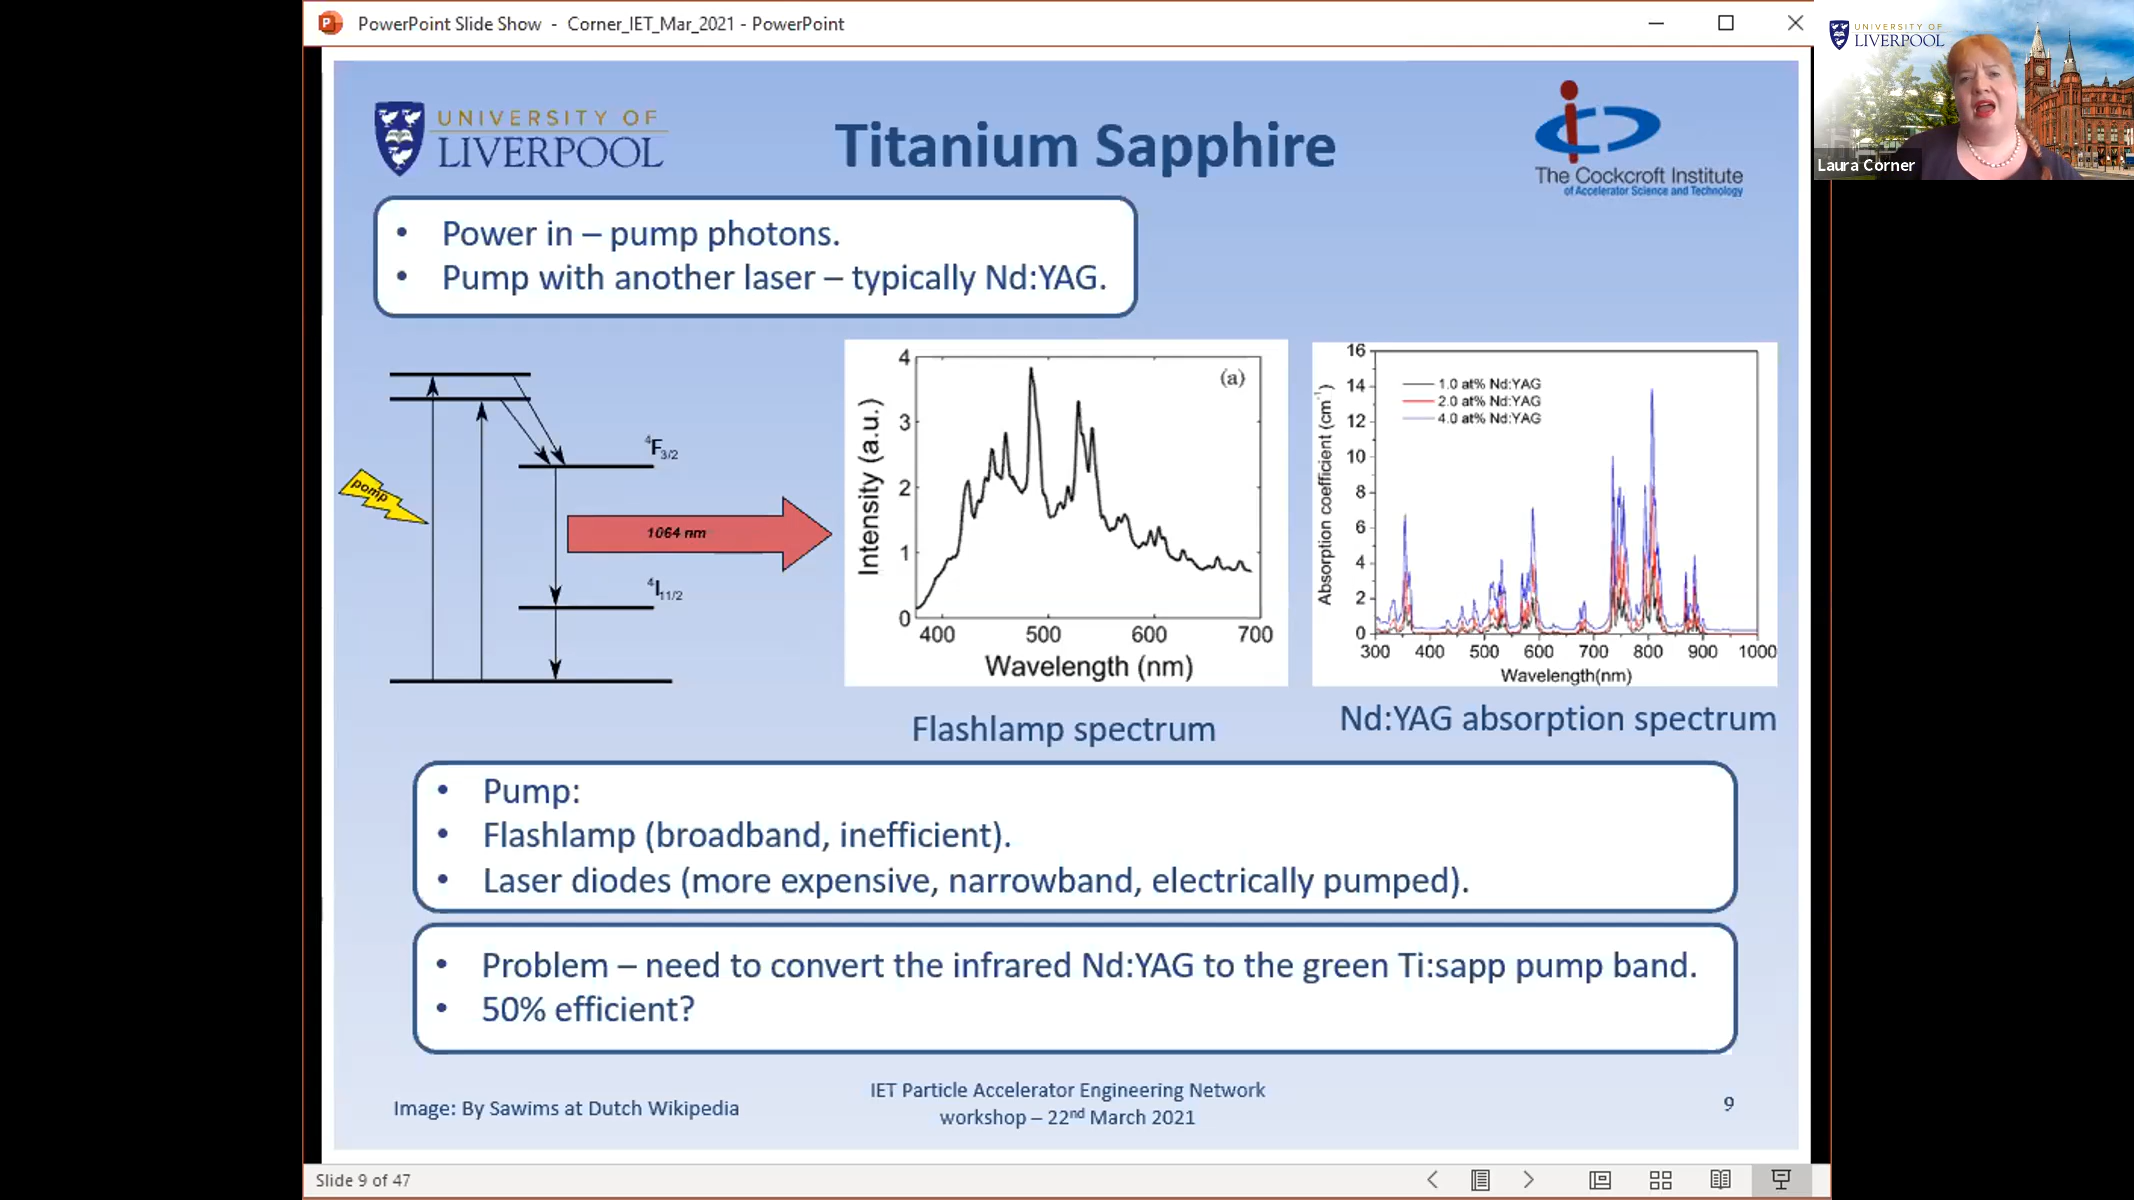 PowerPoint Slide Show - Corner_IET_Mar_2021 - PowerPoint
UNIVERSITY OF
LIVERPOOL
Laura Corner
UNIVERSITY OF
LIVERPOOL
Titanium Sapphire
The Cockcroft Institute
of Accelerator Science and Technology
• Power in – pump photons.
• Pump with another laser – typically Nd:YAG.
pomp
4F3/2
1064 nm
4I11/2
(a)
Intensity (a.u.)
4
3
2
1
0
400 500 600 700
Wavelength (nm)
Flashlamp spectrum
Absorption coefficient (cm-1)
16
14
12
10
8
6
4
2
0
1.0 at% Nd:YAG
2.0 at% Nd:YAG
4.0 at% Nd:YAG
300 400 500 600 700 800 900 1000
Wavelength(nm)
Nd:YAG absorption spectrum
• Pump:
• Flashlamp (broadband, inefficient).
• Laser diodes (more expensive, narrowband, electrically pumped).
• Problem – need to convert the infrared Nd:YAG to the green Ti:sapp pump band.
• 50% efficient?
Image: By Sawims at Dutch Wikipedia
IET Particle Accelerator Engineering Network
workshop – 22nd March 2021
9
Slide 9 of 47